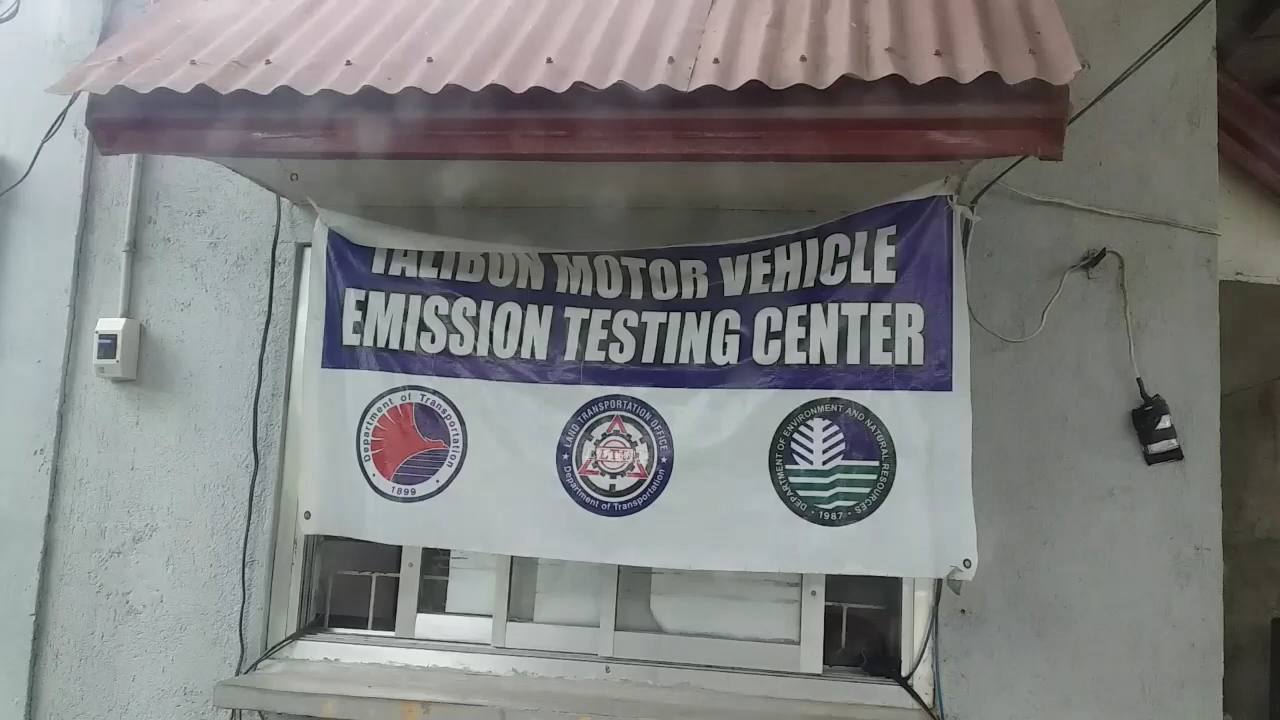 TALIBON MOTOR VEHICLE
EMISSION TESTING CENTER
Department of Transportation
1899
LAND TRANSPORTATION OFFICE
LTO
Department of Transportation
DEPARTMENT OF ENVIRONMENT AND NATURAL RESOURCES
1987